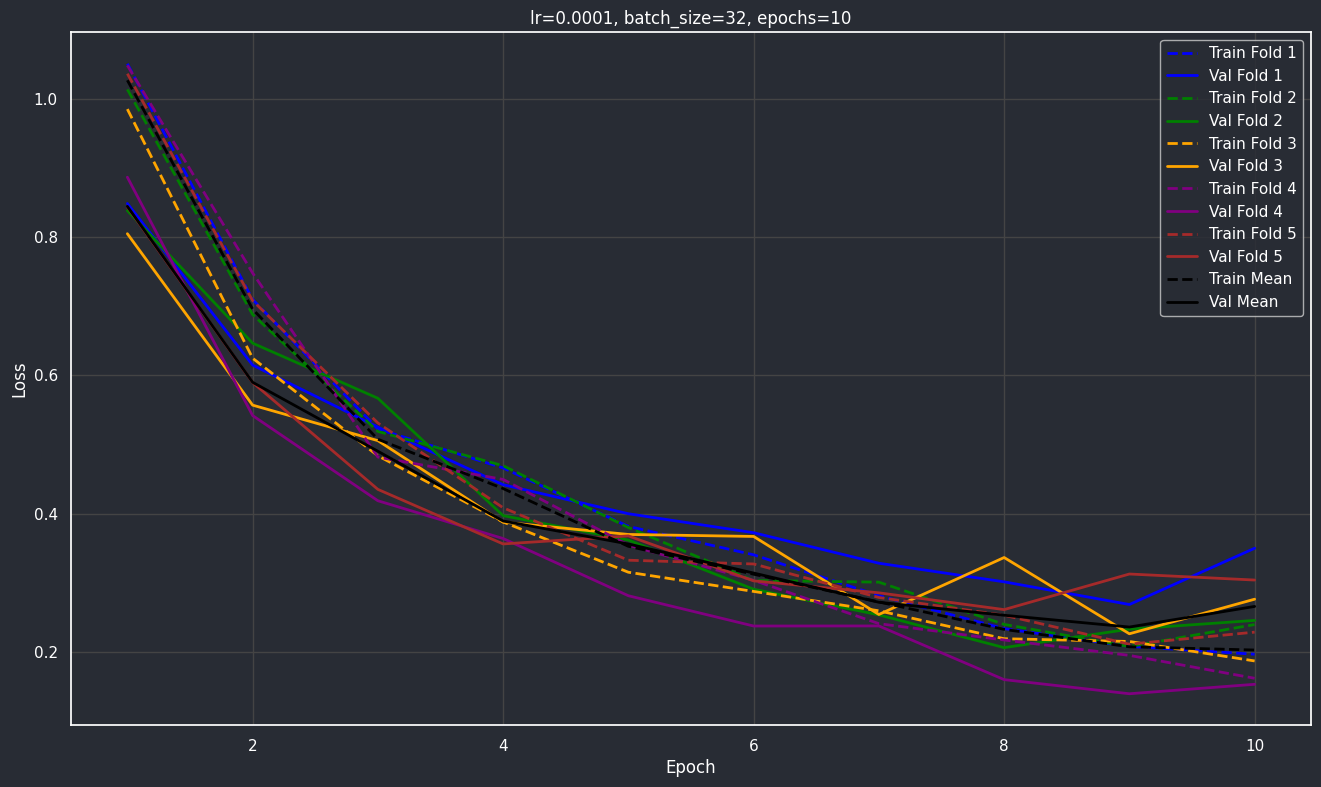 lr=0.0001, batch_size=32, epochs=10
Train Fold 1
Val Fold 1
Train Fold 2
Val Fold 2
Train Fold 3
Val Fold 3
Train Fold 4
Val Fold 4
Train Fold 5
Val Fold 5
Train Mean
Val Mean
1.0
0.8
0.6
0.4
0.2
Loss
2 4 6 8 10
Epoch